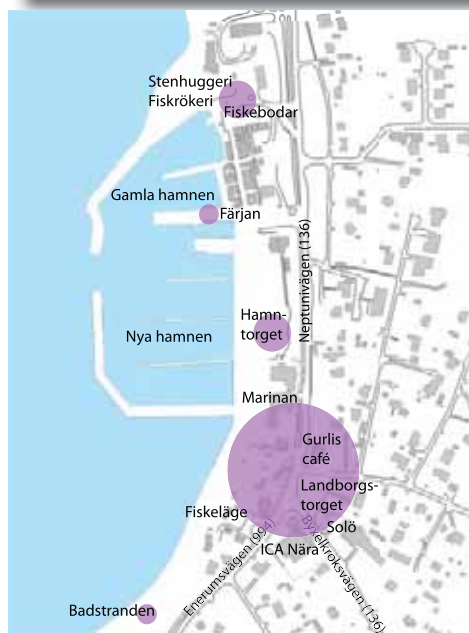 Stenhuggeri
Fiskrökeri
Fiskebodar
Gamla hamnen
Färjan
Neptunivägen (136)
Hamn-
torget
Nya hamnen
Marinan
Gurlis
café
Landborgs-
torget
Fiskeläge
Solö
ICA Nära
Enerumsvägen (994)
Byxelkroksvägen (136)
Badstranden